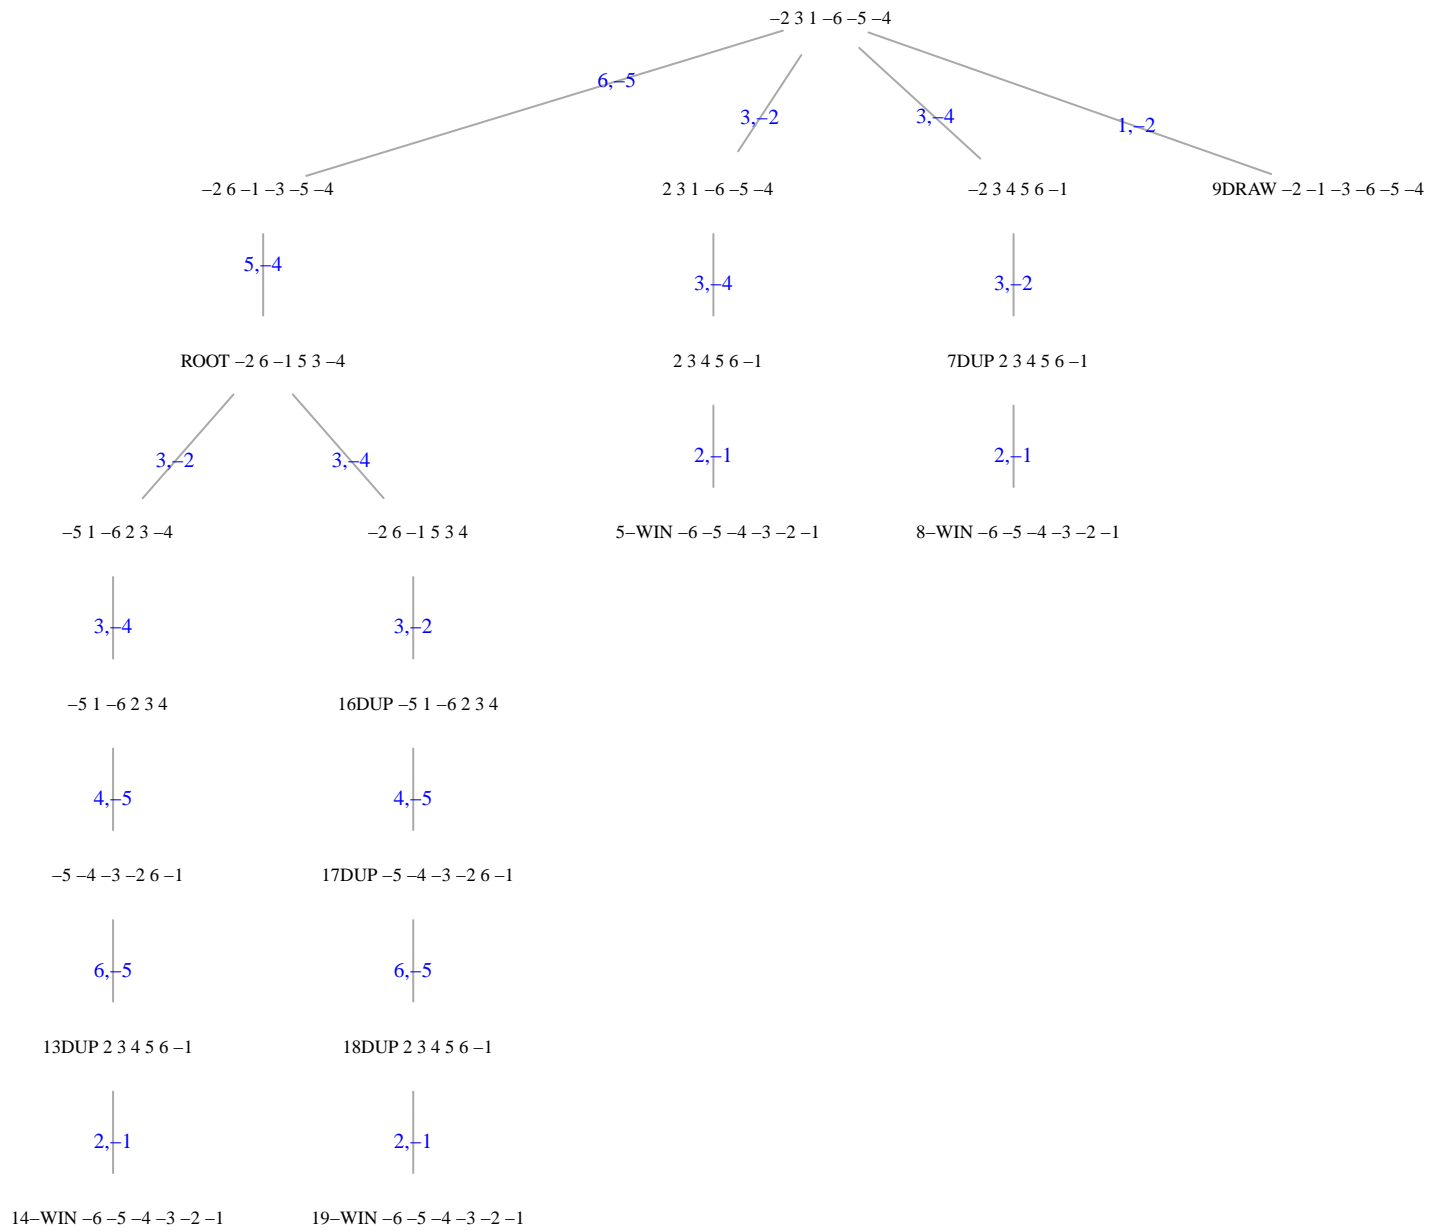 –2 3 1 –6 –5 –4
6,–5
3,–2
3,–4
1,–2
–2 6 –1 –3 –5 –4
2 3 1 –6 –5 –4
–2 3 4 5 6 –1
9DRAW –2 –1 –3 –6 –5 –4
5,–4
3,–4
3,–2
ROOT –2 6 –1 5 3 –4
2 3 4 5 6 –1
7DUP 2 3 4 5 6 –1
3,–2
3,–4
2,–1
2,–1
–5 1 –6 2 3 –4
–2 6 –1 5 3 4
5–WIN –6 –5 –4 –3 –2 –1
8–WIN –6 –5 –4 –3 –2 –1
3,–4
3,–2
–5 1 –6 2 3 4
16DUP –5 1 –6 2 3 4
4,–5
4,–5
–5 –4 –3 –2 6 –1
17DUP –5 –4 –3 –2 6 –1
6,–5
6,–5
13DUP 2 3 4 5 6 –1
18DUP 2 3 4 5 6 –1
2,–1
2,–1
14–WIN –6 –5 –4 –3 –2 –1
19–WIN –6 –5 –4 –3 –2 –1